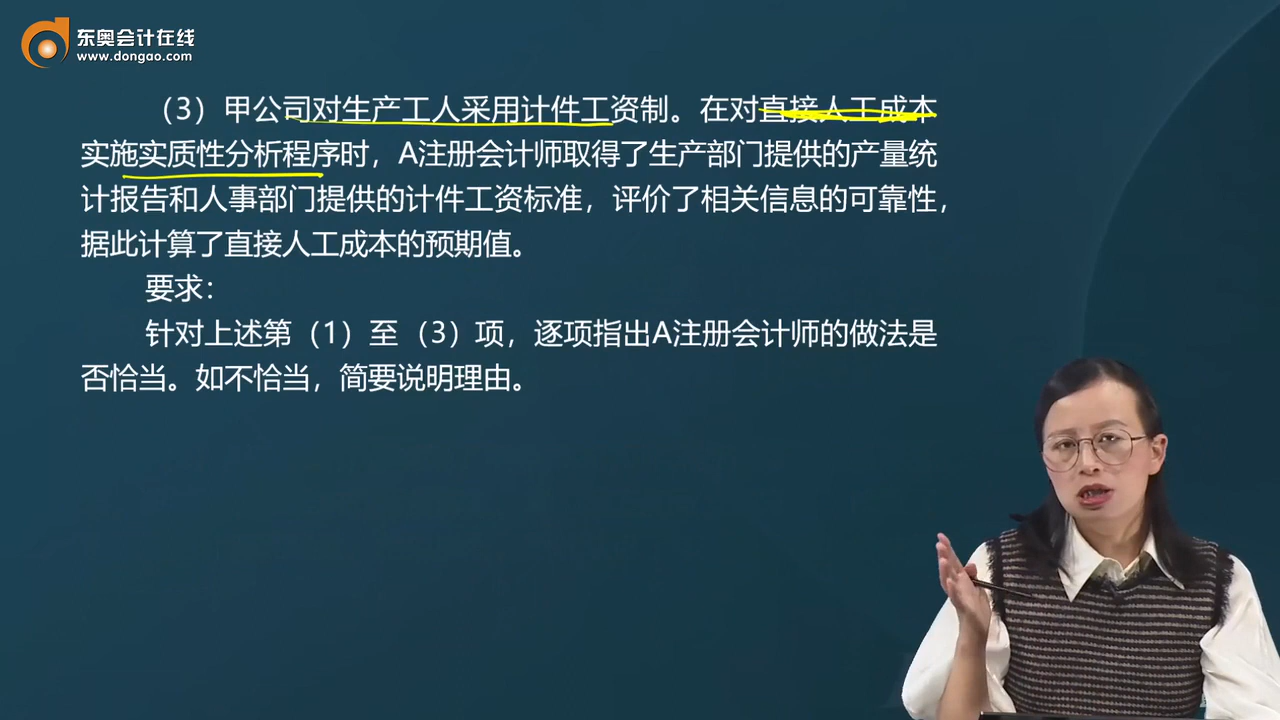 东奥会计在线
www.dongao.com
（3）甲公司对生产工人采用计件工资制。在对直接人工成本
实施实质性分析程序时，A注册会计师取得了生产部门提供的产量统
计报告和人事部门提供的计件工资标准，评价了相关信息的可靠性，
据此计算了直接人工成本的预期值。
要求：
针对上述第（1）至（3）项，逐项指出A注册会计师的做法是
否恰当。如不恰当，简要说明理由。